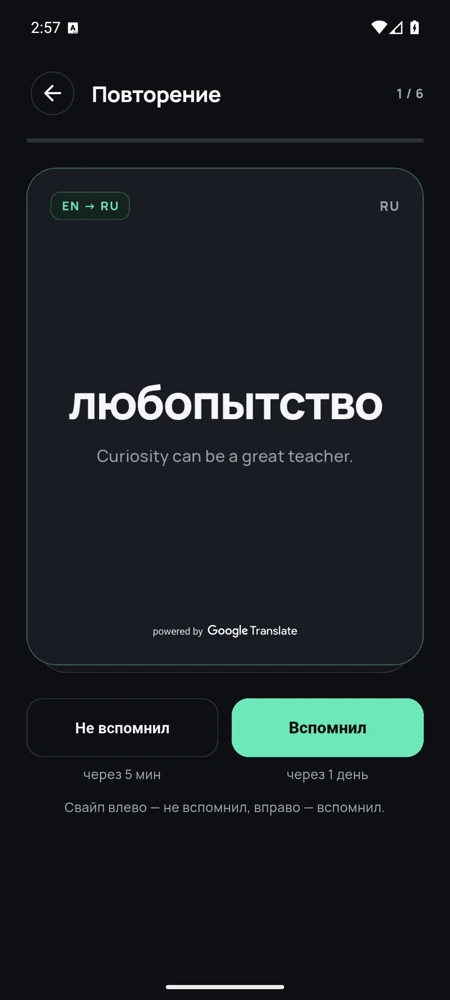 2:57 A
Повторение
1 / 6
EN → RU
RU
любопытство
Curiosity can be a great teacher.
powered by Google Translate
Не вспомнил
Вспомнил
через 5 мин
через 1 день
Свайп влево — не вспомнил, вправо — вспомнил.